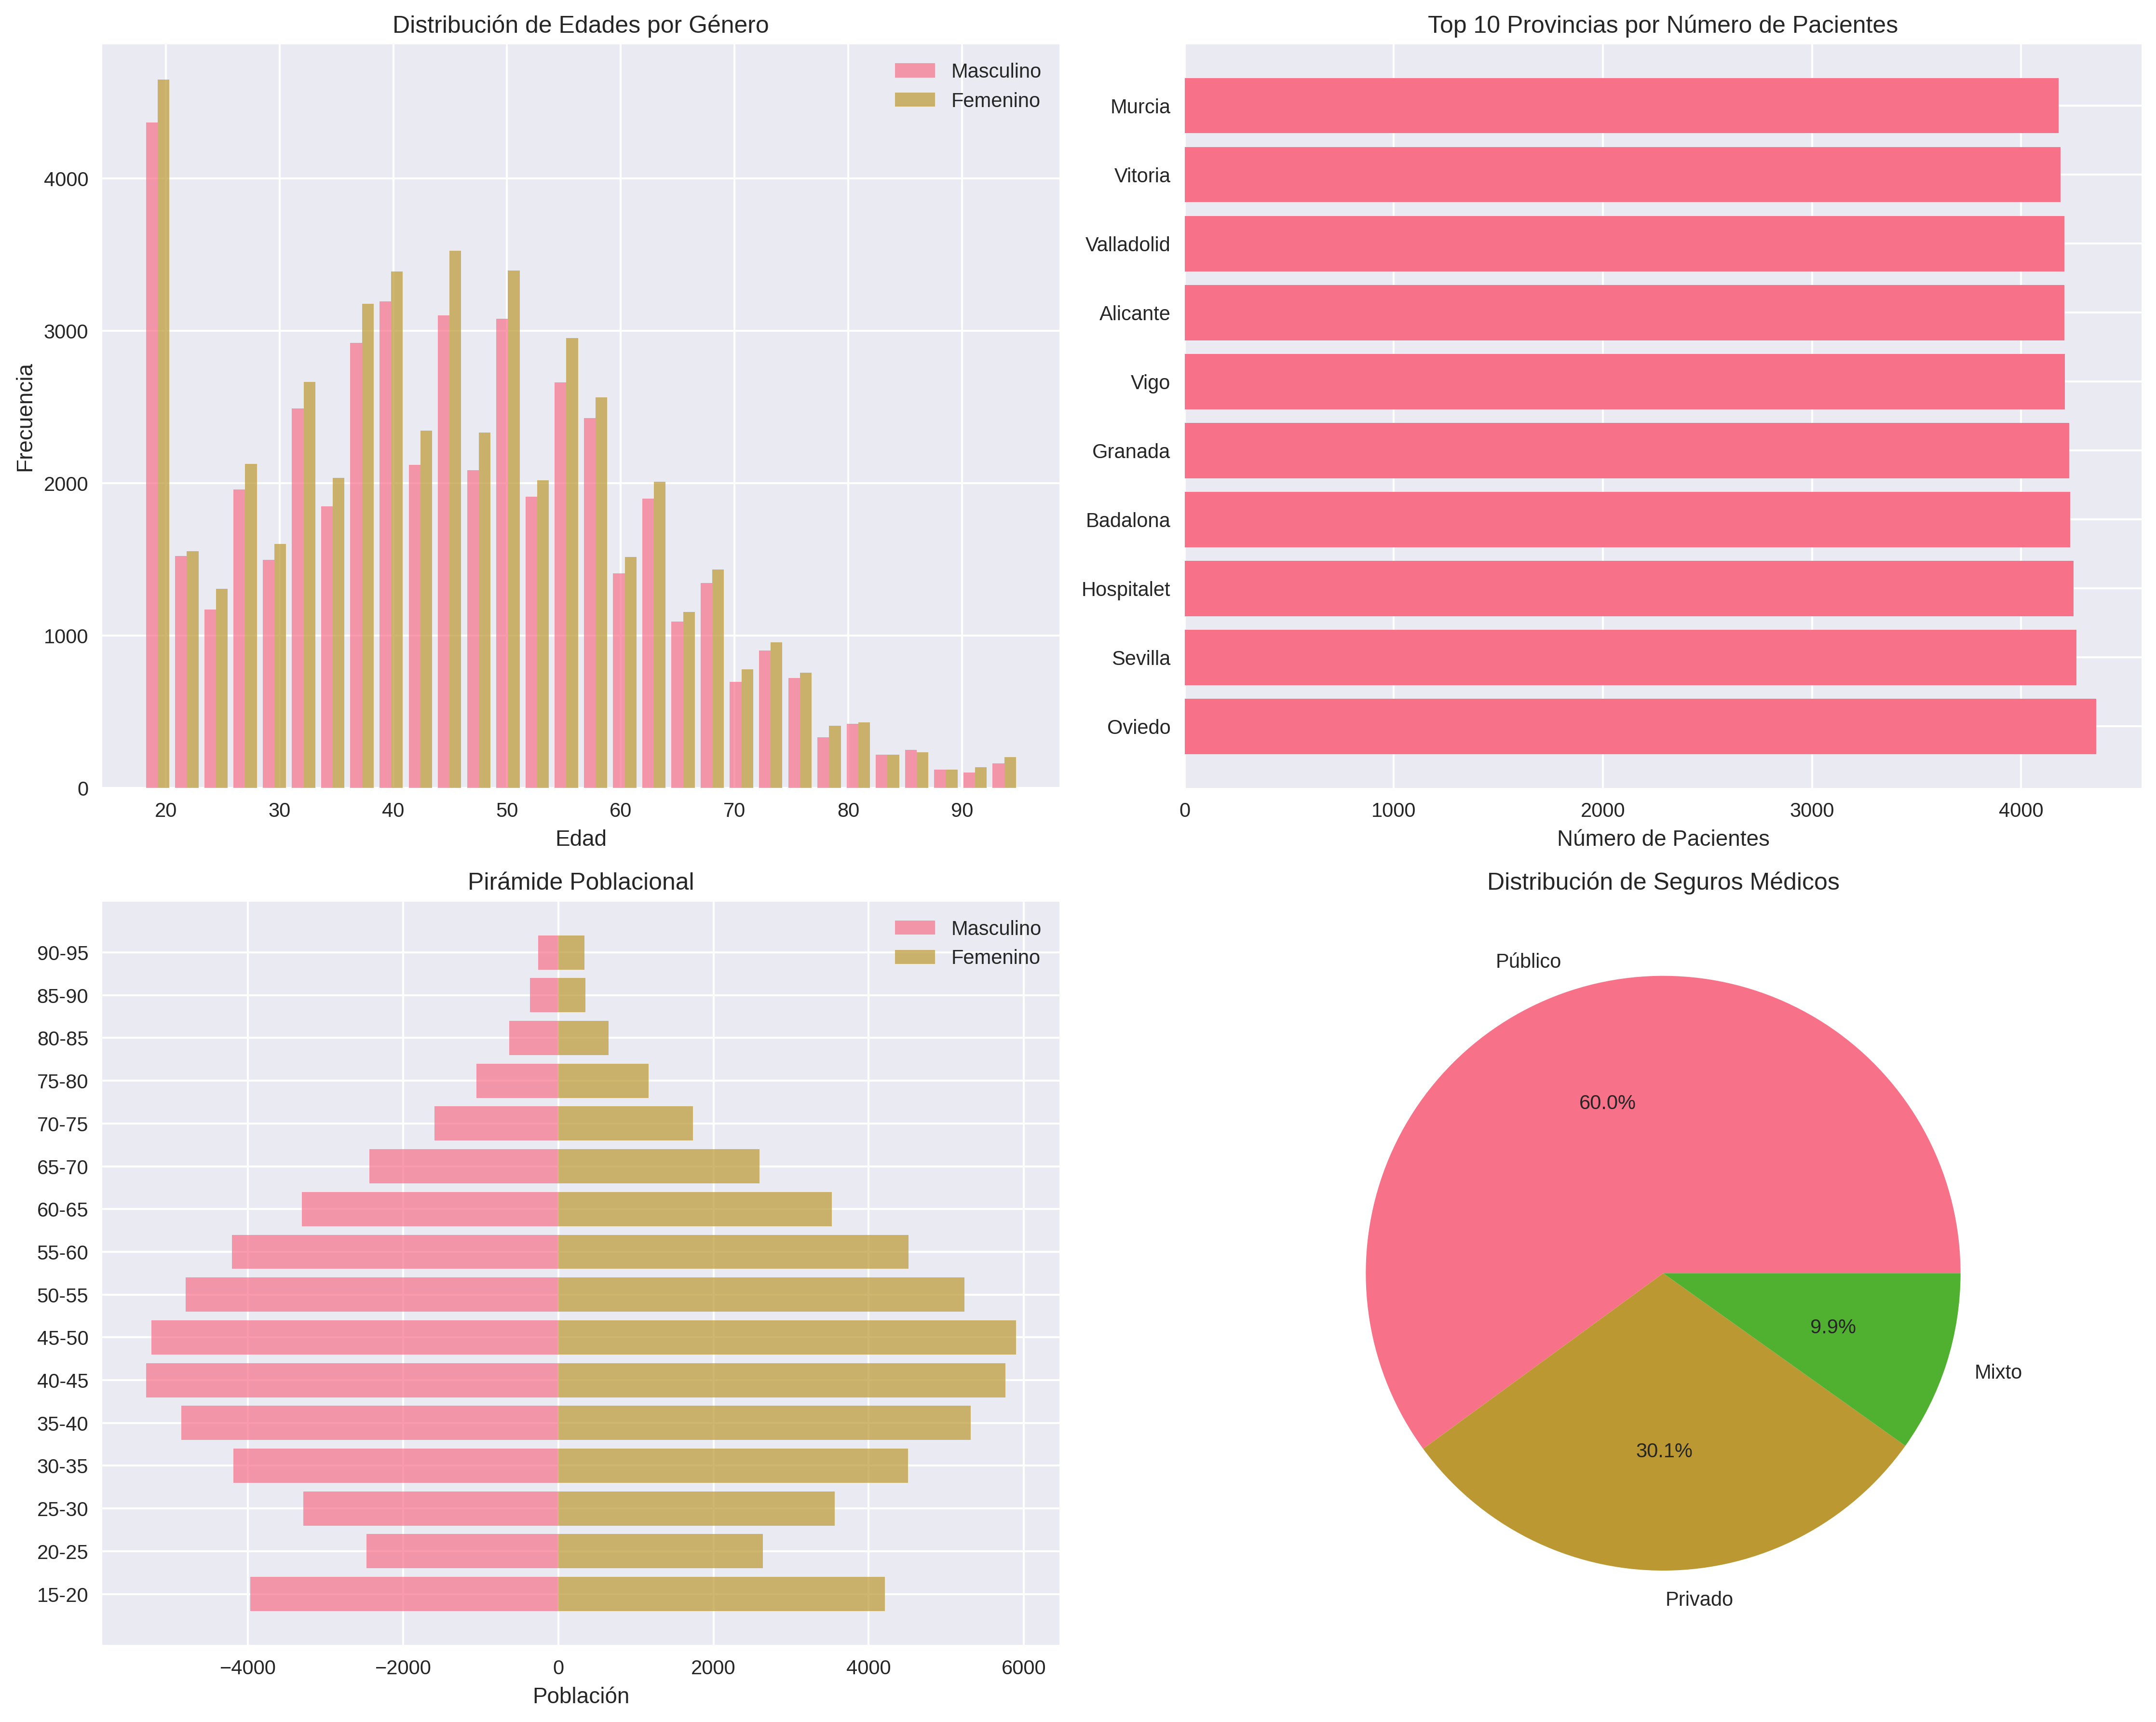 Distribución de Edades por Género
Masculino
Femenino
Frecuencia
4000
3000
2000
1000
0
20 30 40 50 60 70 80 90
Edad
Top 10 Provincias por Número de Pacientes
Murcia
Vitoria
Valladolid
Alicante
Vigo
Granada
Badalona
Hospitalet
Sevilla
Oviedo
0 1000 2000 3000 4000
Número de Pacientes
Pirámide Poblacional
Masculino
Femenino
90-95
85-90
80-85
75-80
70-75
65-70
60-65
55-60
50-55
45-50
40-45
35-40
30-35
25-30
20-25
15-20
−4000 −2000 0 2000 4000 6000
Población
Distribución de Seguros Médicos
Público
60.0%
9.9%
Mixto
30.1%
Privado